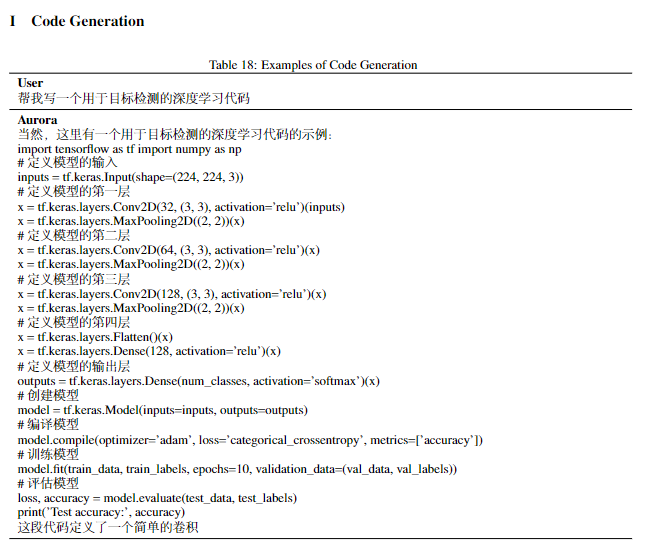 I Code Generation
Table 18: Examples of Code Generation
User
帮我写一个用于目标检测的深度学习代码
Aurora
当然，这里有一个用于目标检测的深度学习代码的示例：
import tensorflow as tf import numpy as np
# 定义模型的输入
inputs = tf.keras.Input(shape=(224, 224, 3))
# 定义模型的第一层
x = tf.keras.layers.Conv2D(32, (3, 3), activation=’relu’)(inputs)
x = tf.keras.layers.MaxPooling2D((2, 2))(x)
# 定义模型的第二层
x = tf.keras.layers.Conv2D(64, (3, 3), activation=’relu’)(x)
x = tf.keras.layers.MaxPooling2D((2, 2))(x)
# 定义模型的第三层
x = tf.keras.layers.Conv2D(128, (3, 3), activation=’relu’)(x)
x = tf.keras.layers.MaxPooling2D((2, 2))(x)
# 定义模型的第四层
x = tf.keras.layers.Flatten()(x)
x = tf.keras.layers.Dense(128, activation=’relu’)(x)
# 定义模型的输出层
outputs = tf.keras.layers.Dense(num_classes, activation=’softmax’)(x)
# 创建模型
model = tf.keras.Model(inputs=inputs, outputs=outputs)
# 编译模型
model.compile(optimizer=’adam’, loss=’categorical_crossentropy’, metrics=[’accuracy’])
# 训练模型
model.fit(train_data, train_labels, epochs=10, validation_data=(val_data, val_labels))
# 评估模型
loss, accuracy = model.evaluate(test_data, test_labels)
print(’Test accuracy:’, accuracy)
这段代码定义了一个简单的卷积